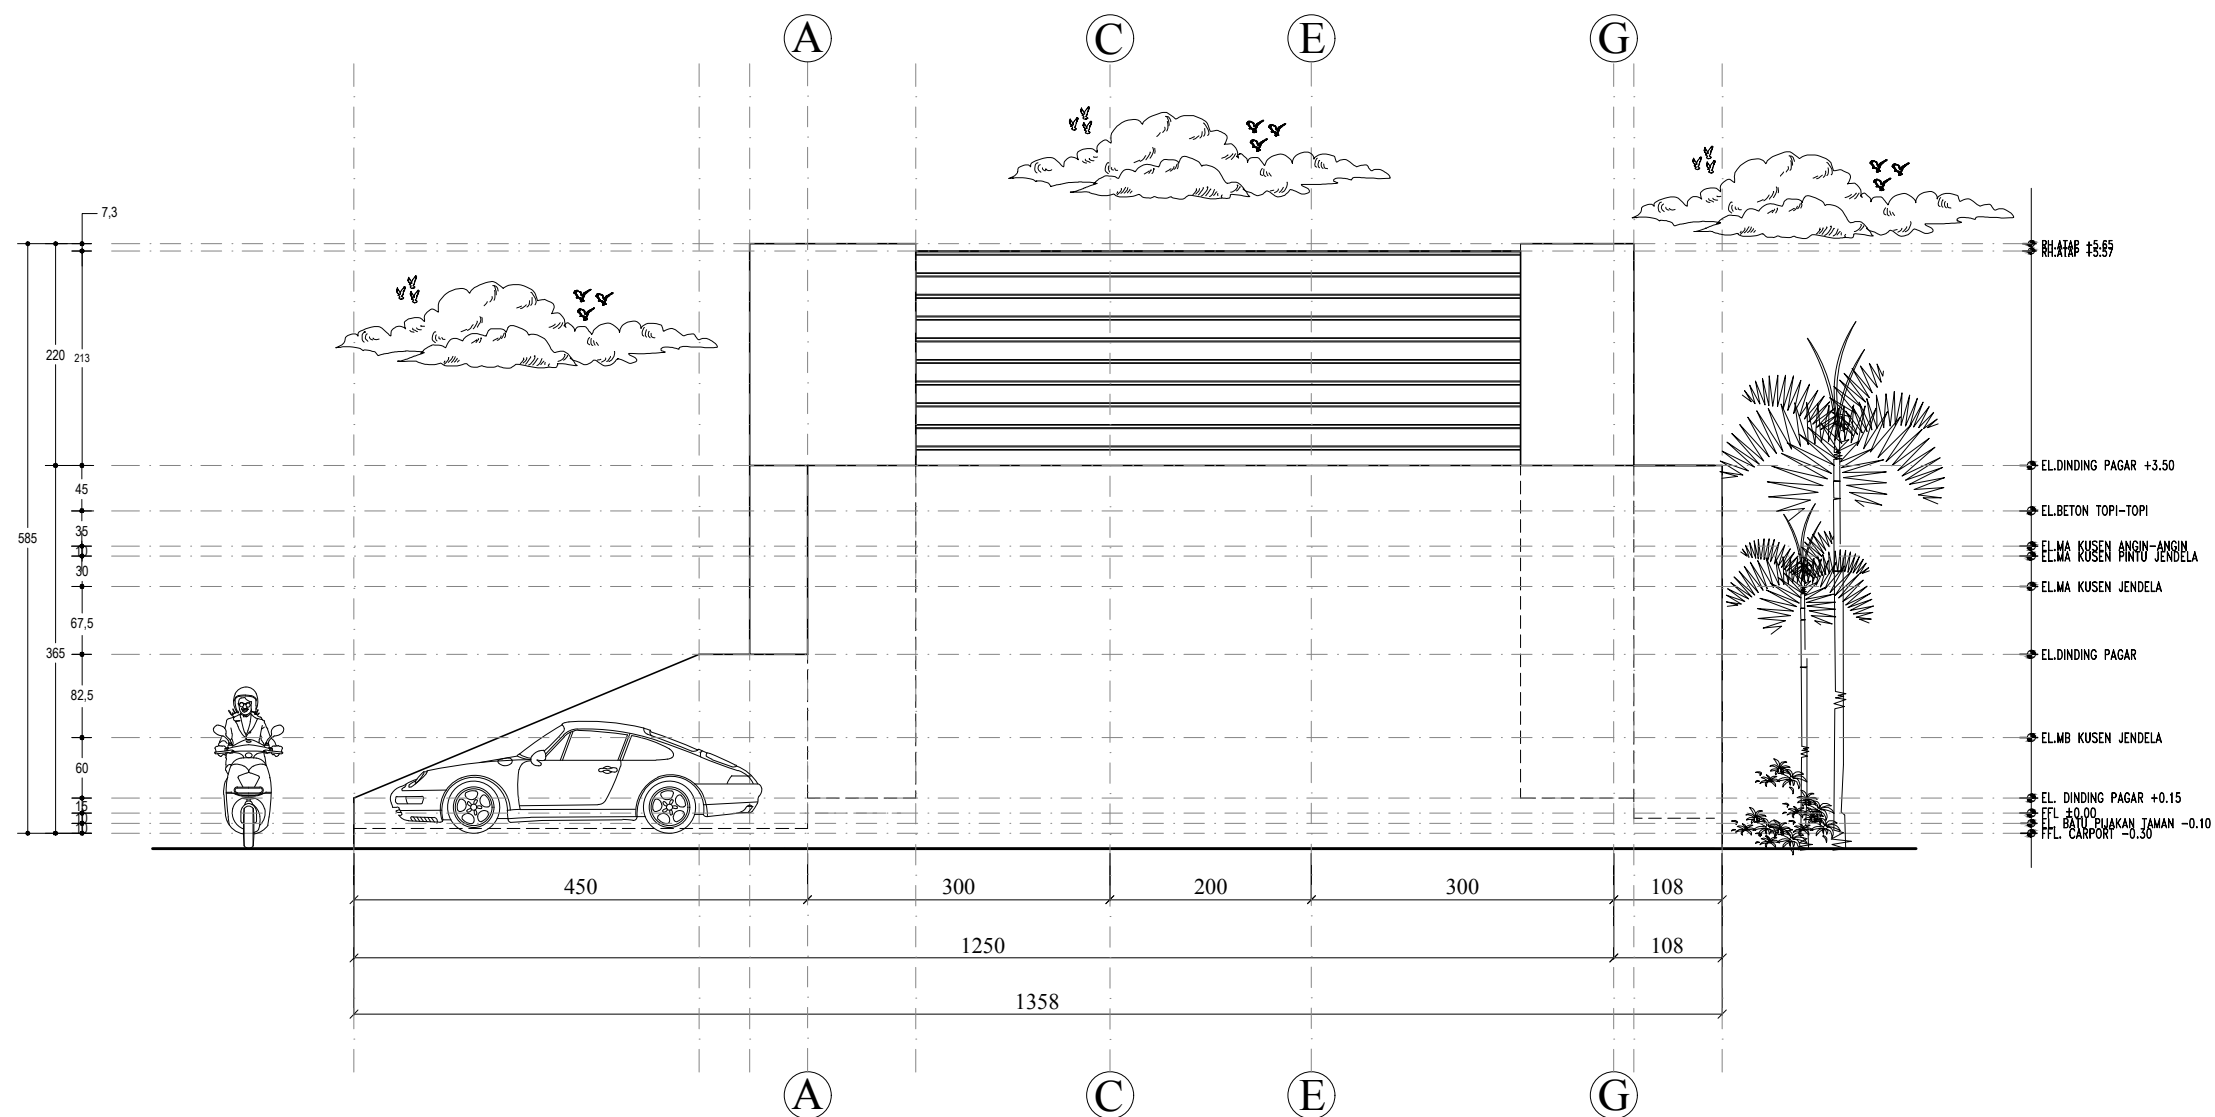 A C E G
7,3
RH.ATAP +5.65
RH.ATAP +5.57
220 213
EL.DINDING PAGAR +3.50
45
EL.BETON TOPI-TOPI
35
585
EL.MA KUSEN ANGIN-ANGIN
10
EL.MA KUSEN PINTU JENDELA
30
EL.MA KUSEN JENDELA
67,5
365
EL.DINDING PAGAR
82,5
EL.MB KUSEN JENDELA
60
EL. DINDING PAGAR +0.15
15
FFL ±0.00
EL BATU PIJAKAN TAMAN -0.10
FFL. CARPORT -0.30
450 300 200 300 108
1250 108
1358
A C E G